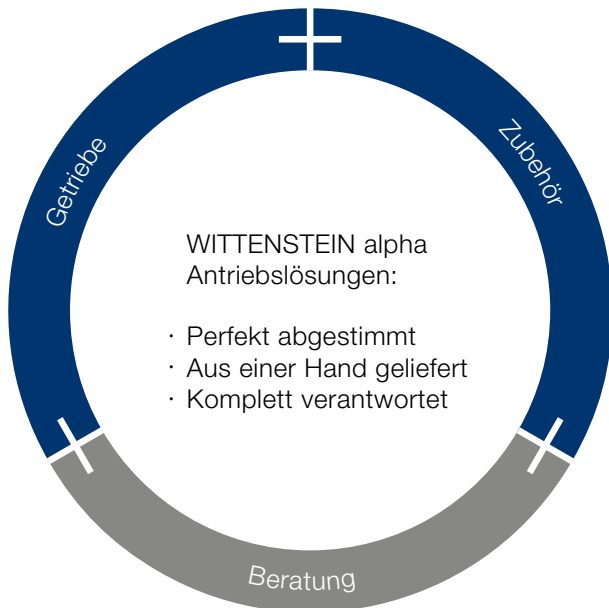 Getriebe
Zubehör
WITTENSTEIN alpha
Antriebslösungen:
· Perfekt abgestimmt
· Aus einer Hand geliefert
· Komplett verantwortet
Beratung